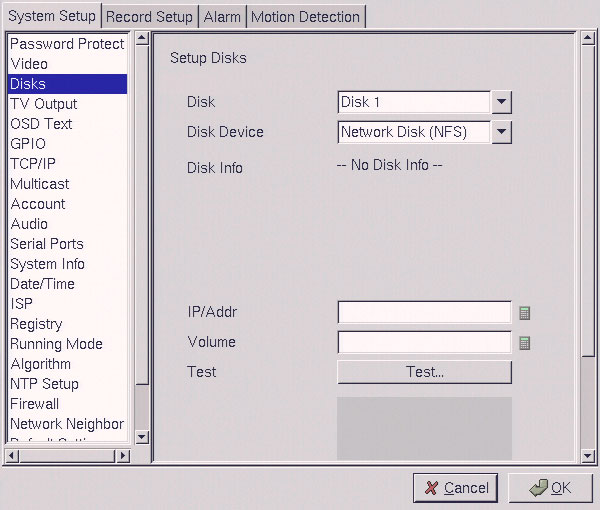 System Setup
Record Setup
Alarm
Motion Detection
Password Protect
Video
Disks
TV Output
OSD Text
GPIO
TCP/IP
Multicast
Account
Audio
Serial Ports
System Info
Date/Time
ISP
Registry
Running Mode
Algorithm
NTP Setup
Firewall
Network Neighbor
Setup Disks
Disk
Disk 1
Disk Device
Network Disk (NFS)
Disk Info
-- No Disk Info --
IP/Addr
Volume
Test
Test...
Cancel
OK